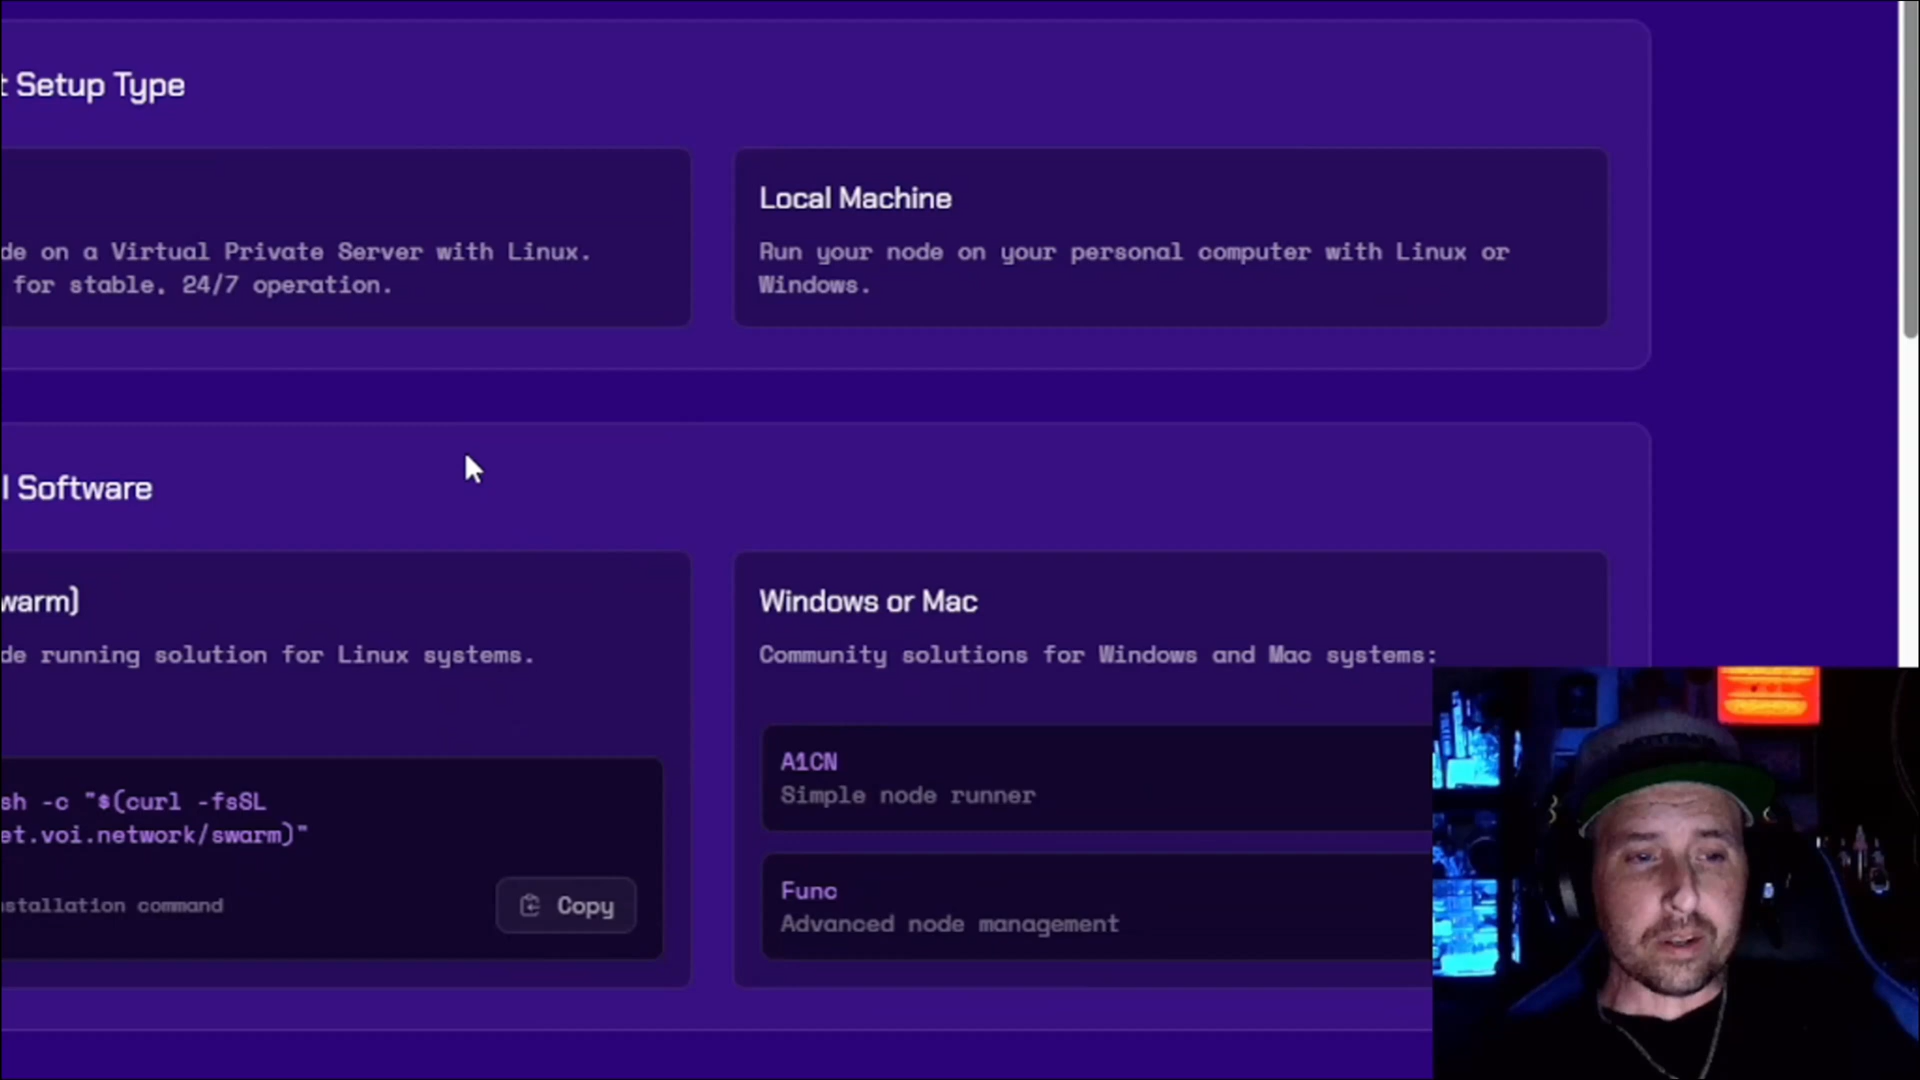 t Setup Type
de on a Virtual Private Server with Linux.
for stable, 24/7 operation.
Local Machine
Run your node on your personal computer with Linux or
Windows.
l Software
warm)
de running solution for Linux systems.
sh -c "$(curl -fsSL
et.voi.network/swarm)"
stallation command
Copy
Windows or Mac
Community solutions for Windows and Mac systems:
A1CN
Simple node runner
Func
Advanced node management